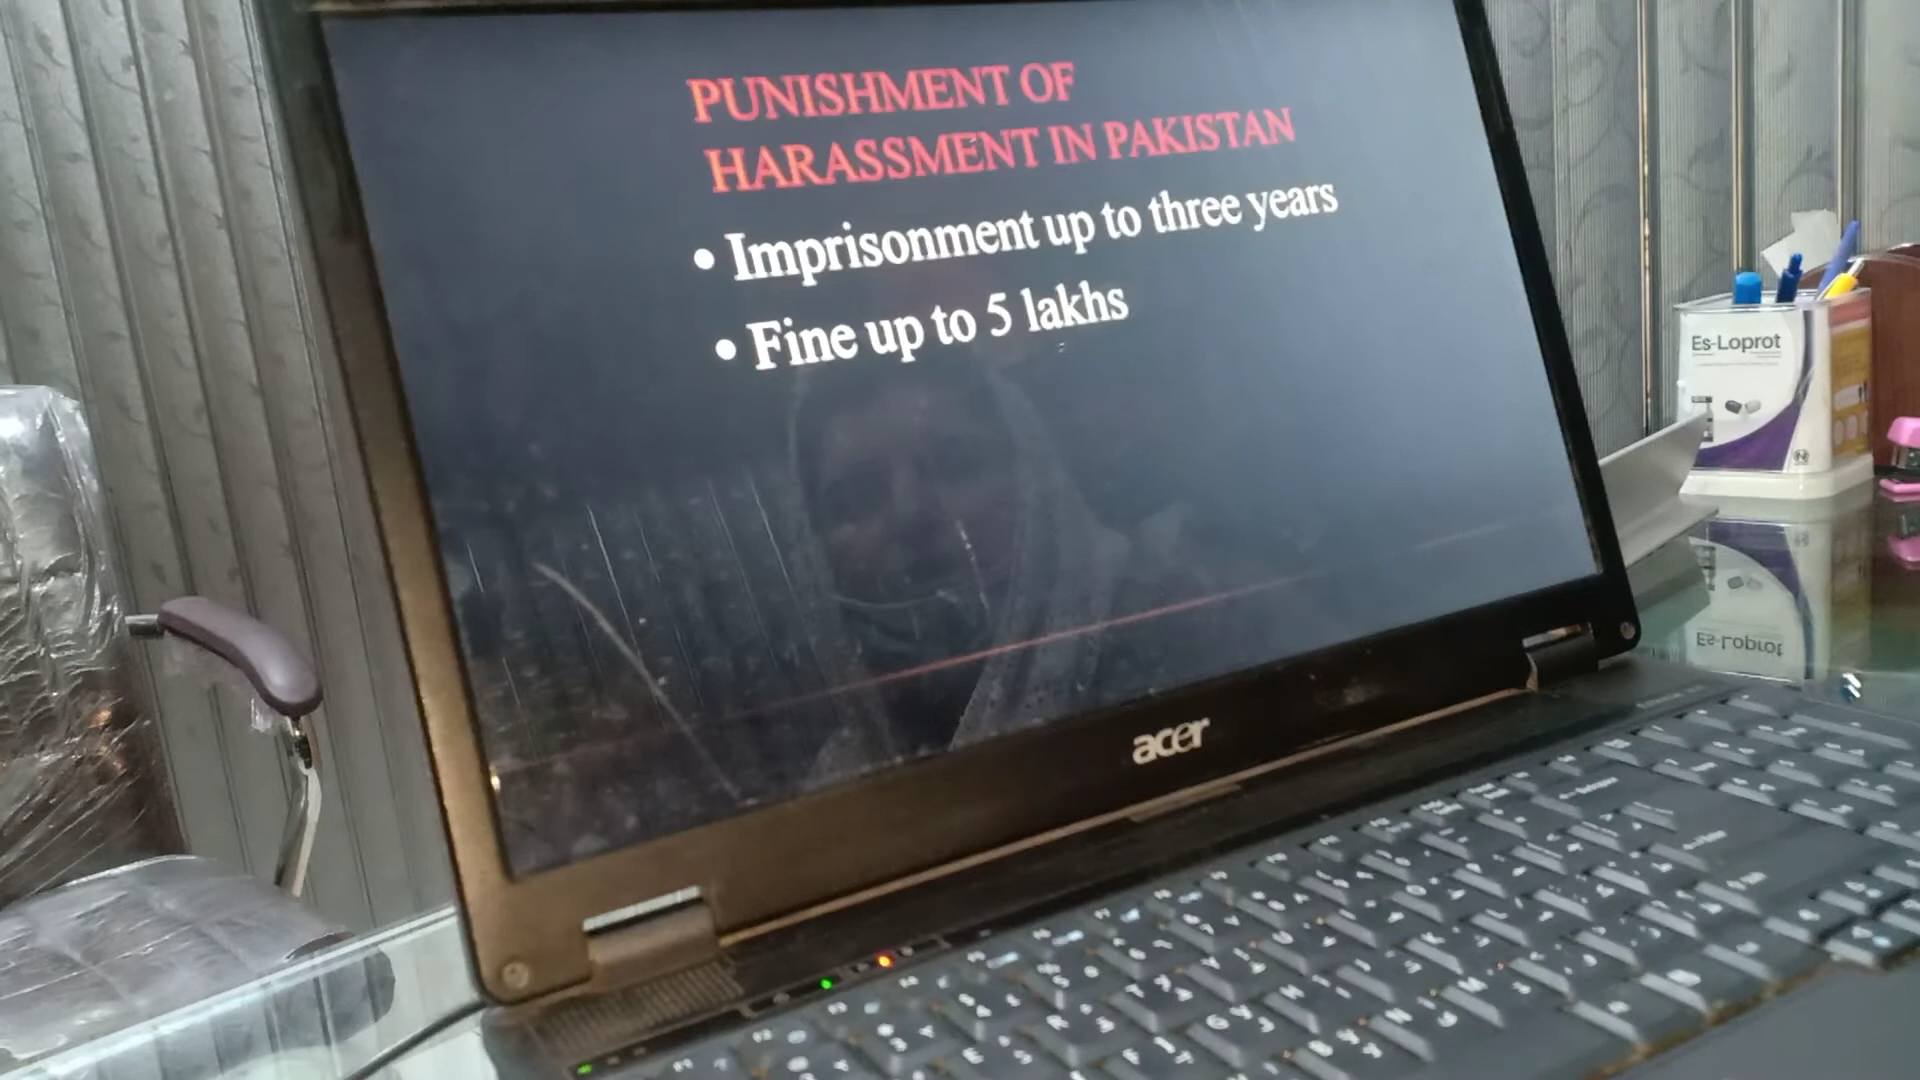 PUNISHMENT OF
HARASSMENT IN PAKISTAN
• Imprisonment up to three years
• Fine up to 5 lakhs
acer
Es-Loprot